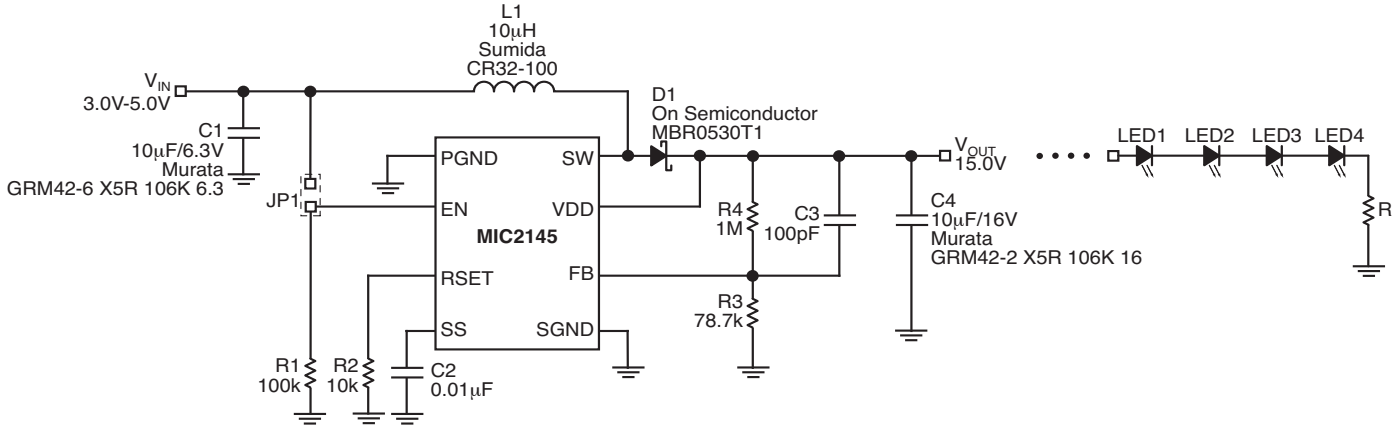 L1
10μH
Sumida
CR32-100
VIN
3.0V-5.0V
C1
10μF/6.3V
Murata
GRM42-6 X5R 106K 6.3
JP1
R1
100k
R2
10k
C2
0.01μF
PGND
EN
RSET
SS
MIC2145
SW
VDD
FB
SGND
D1
On Semiconductor
MBR0530T1
R4
1M
R3
78.7k
C3
100pF
C4
10μF/16V
Murata
GRM42-2 X5R 106K 16
VOUT
15.0V
LED1
LED2
LED3
LED4
R